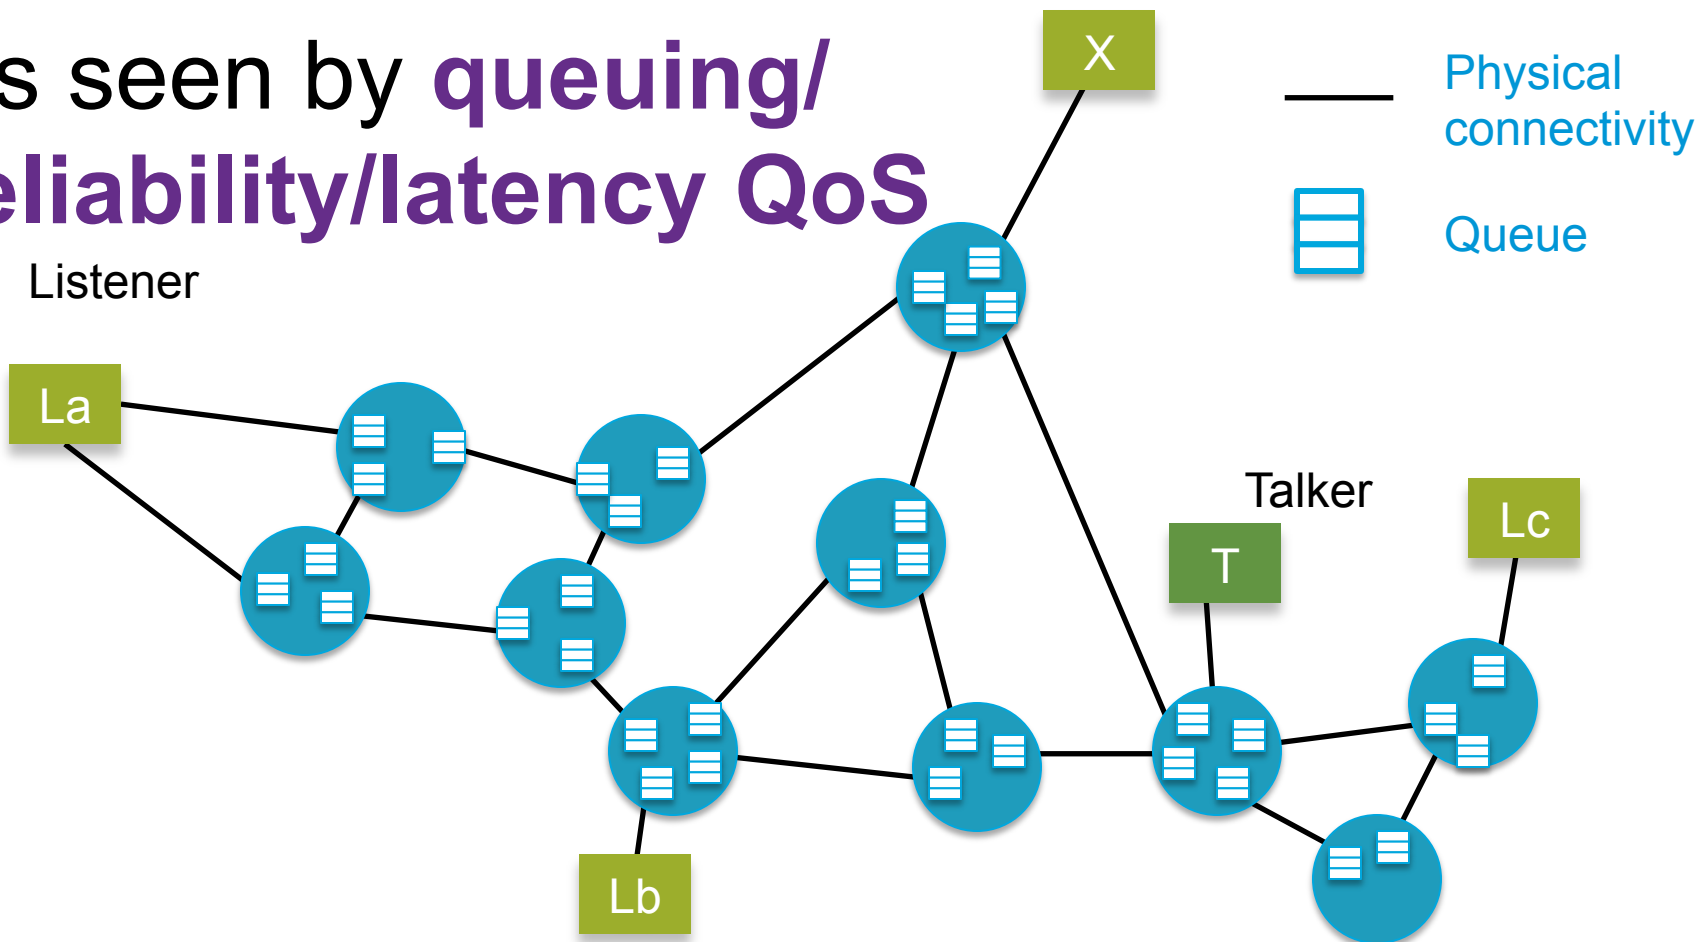 s seen by queuing/
eliability/latency QoS
X
Physical
connectivity
Queue
Listener
La
Talker
T
Lc
Lb